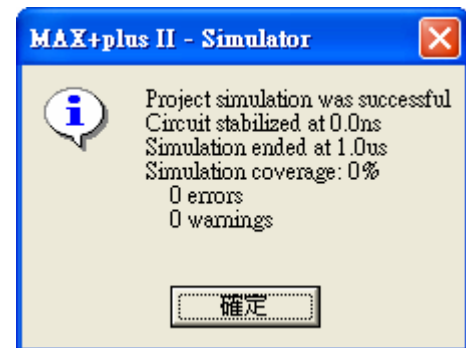 MAX+plus II - Simulator
Project simulation was successful
Circuit stabilized at 0.0ns
Simulation ended at 1.0us
Simulation coverage: 0%
0 errors
0 warnings
確定